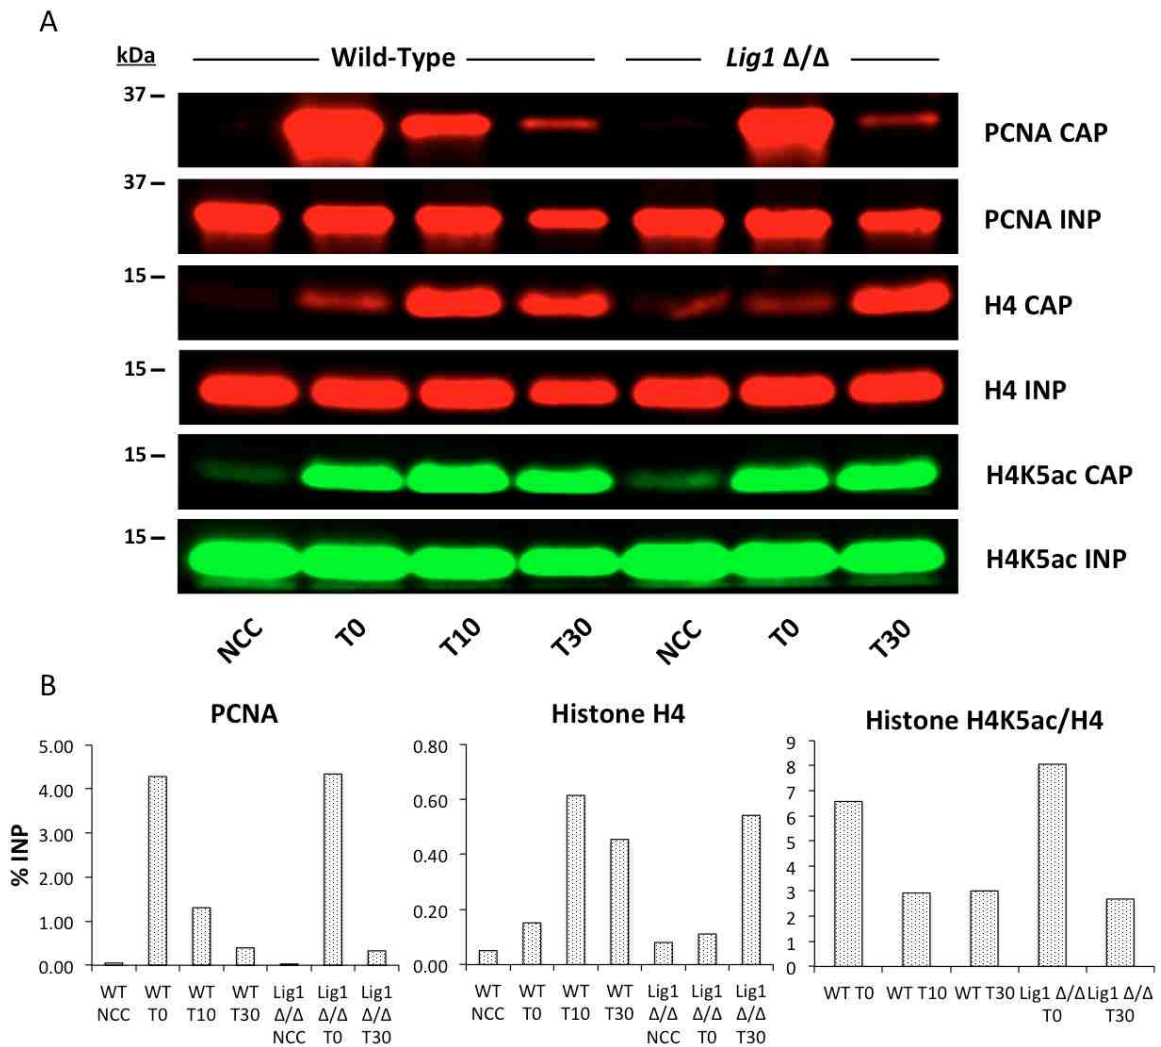 A
kDa
Wild-Type
Lig1 Δ/Δ
37
PCNA CAP
37
PCNA INP
15
H4 CAP
15
H4 INP
15
H4K5ac CAP
15
H4K5ac INP
NCC T0 T10 T30 NCC T0 T30
B
PCNA
% INP
5.00
4.00
3.00
2.00
1.00
0.00
WT WT WT WT Lig1 Lig1 Lig1
NCC T0 T10 T30 Δ/Δ Δ/Δ Δ/Δ
NCC T0 T30
Histone H4
0.80
0.60
0.40
0.20
0.00
WT WT WT WT Lig1 Lig1 Lig1
NCC T0 T10 T30 Δ/Δ Δ/Δ Δ/Δ
NCC T0 T30
Histone H4K5ac/H4
9
8
7
6
5
4
3
2
1
0
WT T0 WT T10 WT T30 Lig1 Δ/Δ Lig1 Δ/Δ
T0 T30